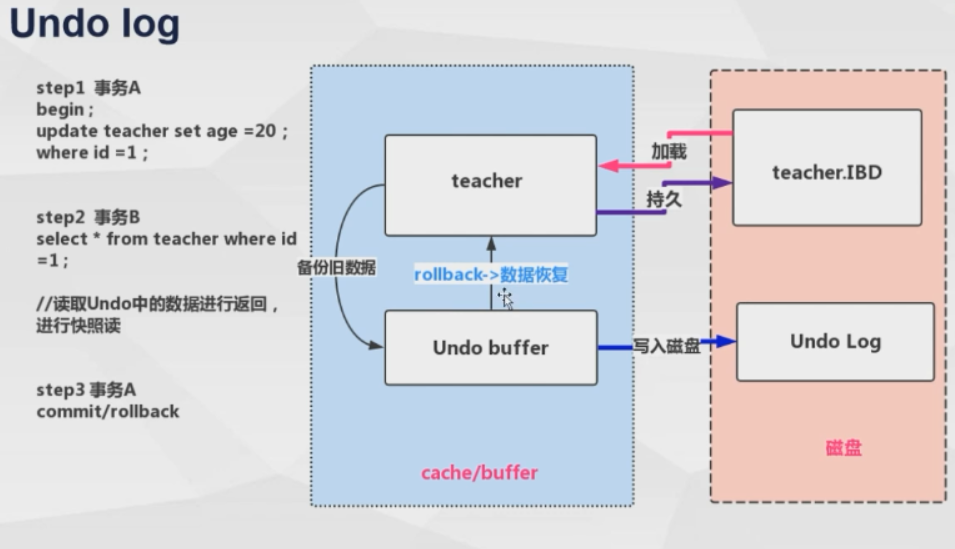 Undo log
step1 事务A
begin ;
update teacher set age =20 ;
where id =1 ;
step2 事务B
select * from teacher where id
=1 ;
//读取Undo中的数据进行返回，
进行快照读
step3 事务A
commit/rollback
teacher
备份旧数据
rollback->数据恢复
Undo buffer
cache/buffer
加载
持久
写入磁盘
teacher.IBD
Undo Log
磁盘